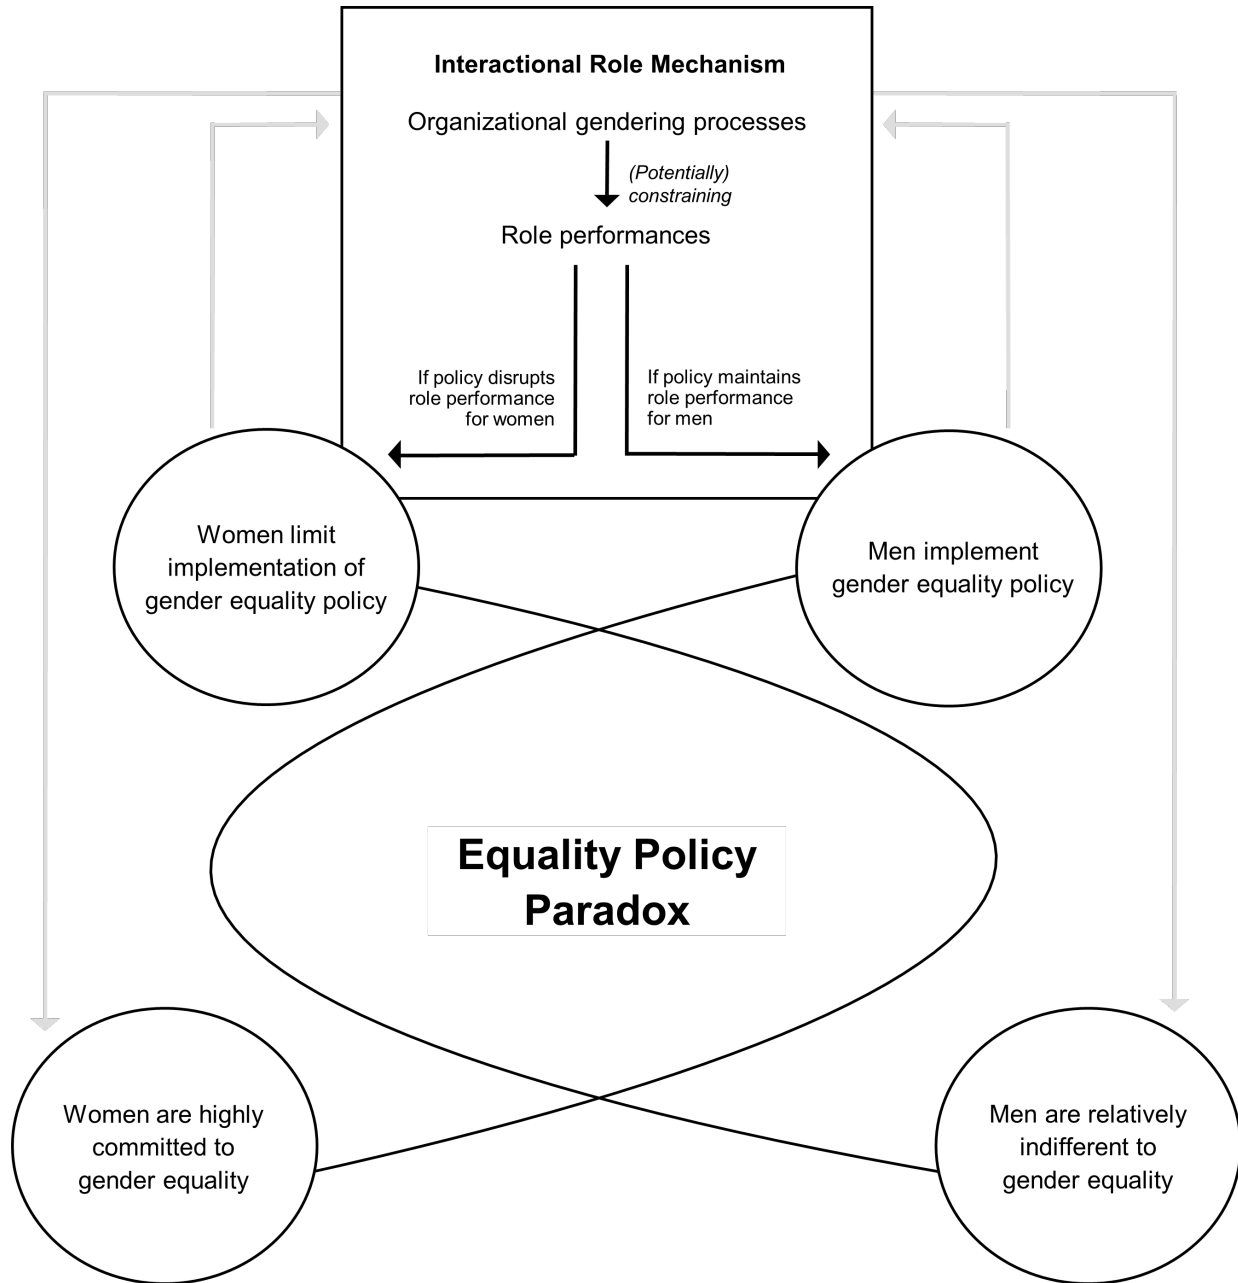 Interactional Role Mechanism
Organizational gendering processes
(Potentially)
constraining
Role performances
If policy disrupts
role performance
for women
If policy maintains
role performance
for men
Women limit
implementation of
gender equality policy
Men implement
gender equality policy
Equality Policy
Paradox
Women are highly
committed to
gender equality
Men are relatively
indifferent to
gender equality